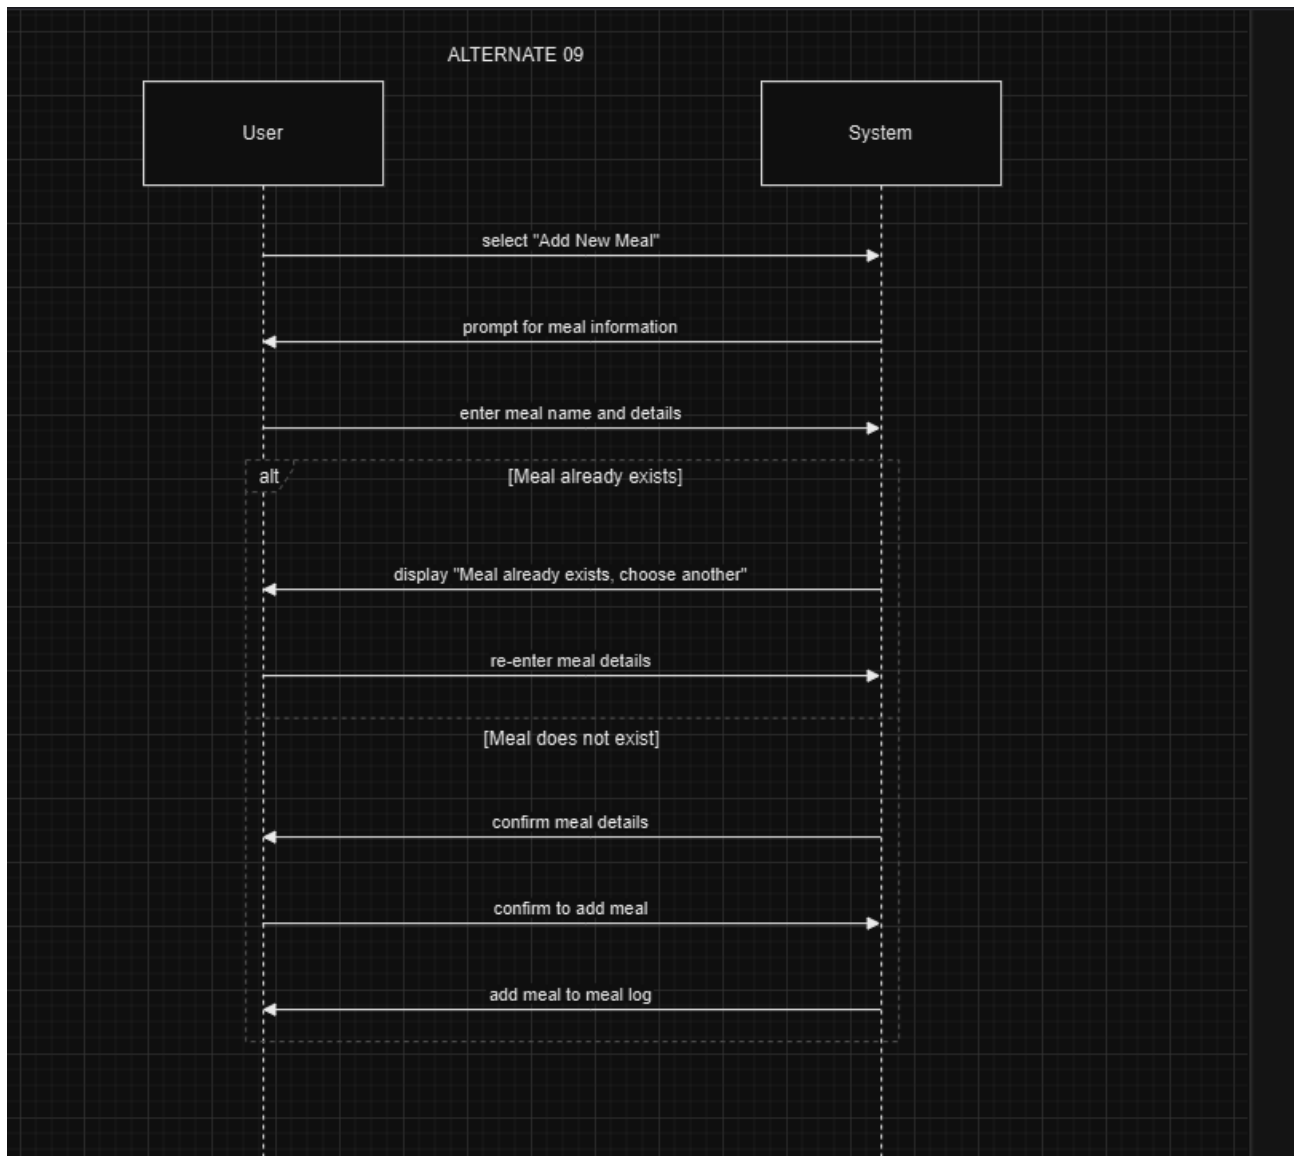 ALTERNATE 09
User
System
select "Add New Meal"
prompt for meal information
enter meal name and details
alt
[Meal already exists]
display "Meal already exists, choose another"
re-enter meal details
[Meal does not exist]
confirm meal details
confirm to add meal
add meal to meal log